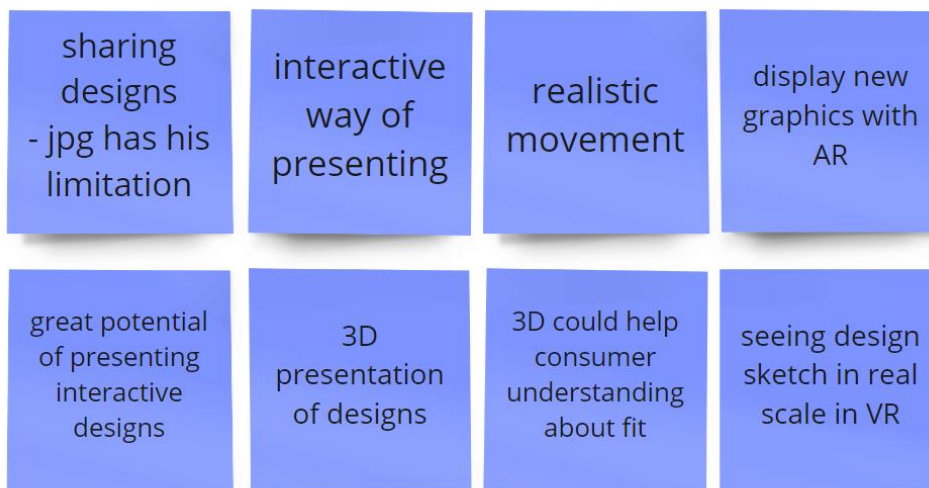 sharing
designs
- jpg has his
limitation
interactive
way of
presenting
realistic
movement
display new
graphics with
AR
great potential
of presenting
interactive
designs
3D
presentation
of designs
3D could help
consumer
understanding
about fit
seeing design
sketch in real
scale in VR